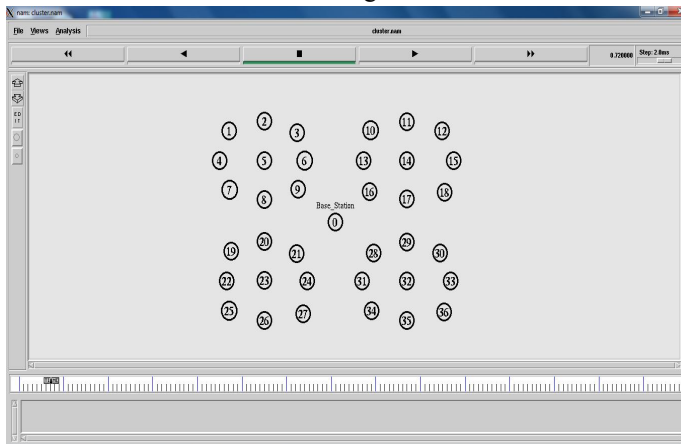 nam: cluster.nam
File Views Analysis cluster.nam
0.720000 Step: 2.0ms
ED
IT
2 11
1 3 10 12
4 5 6 13 14 15
7 9 16 18
8 17
Base_Station
0
20 29
19 21 28 30
22 23 24 31 32 33
25 27 34 36
26 35